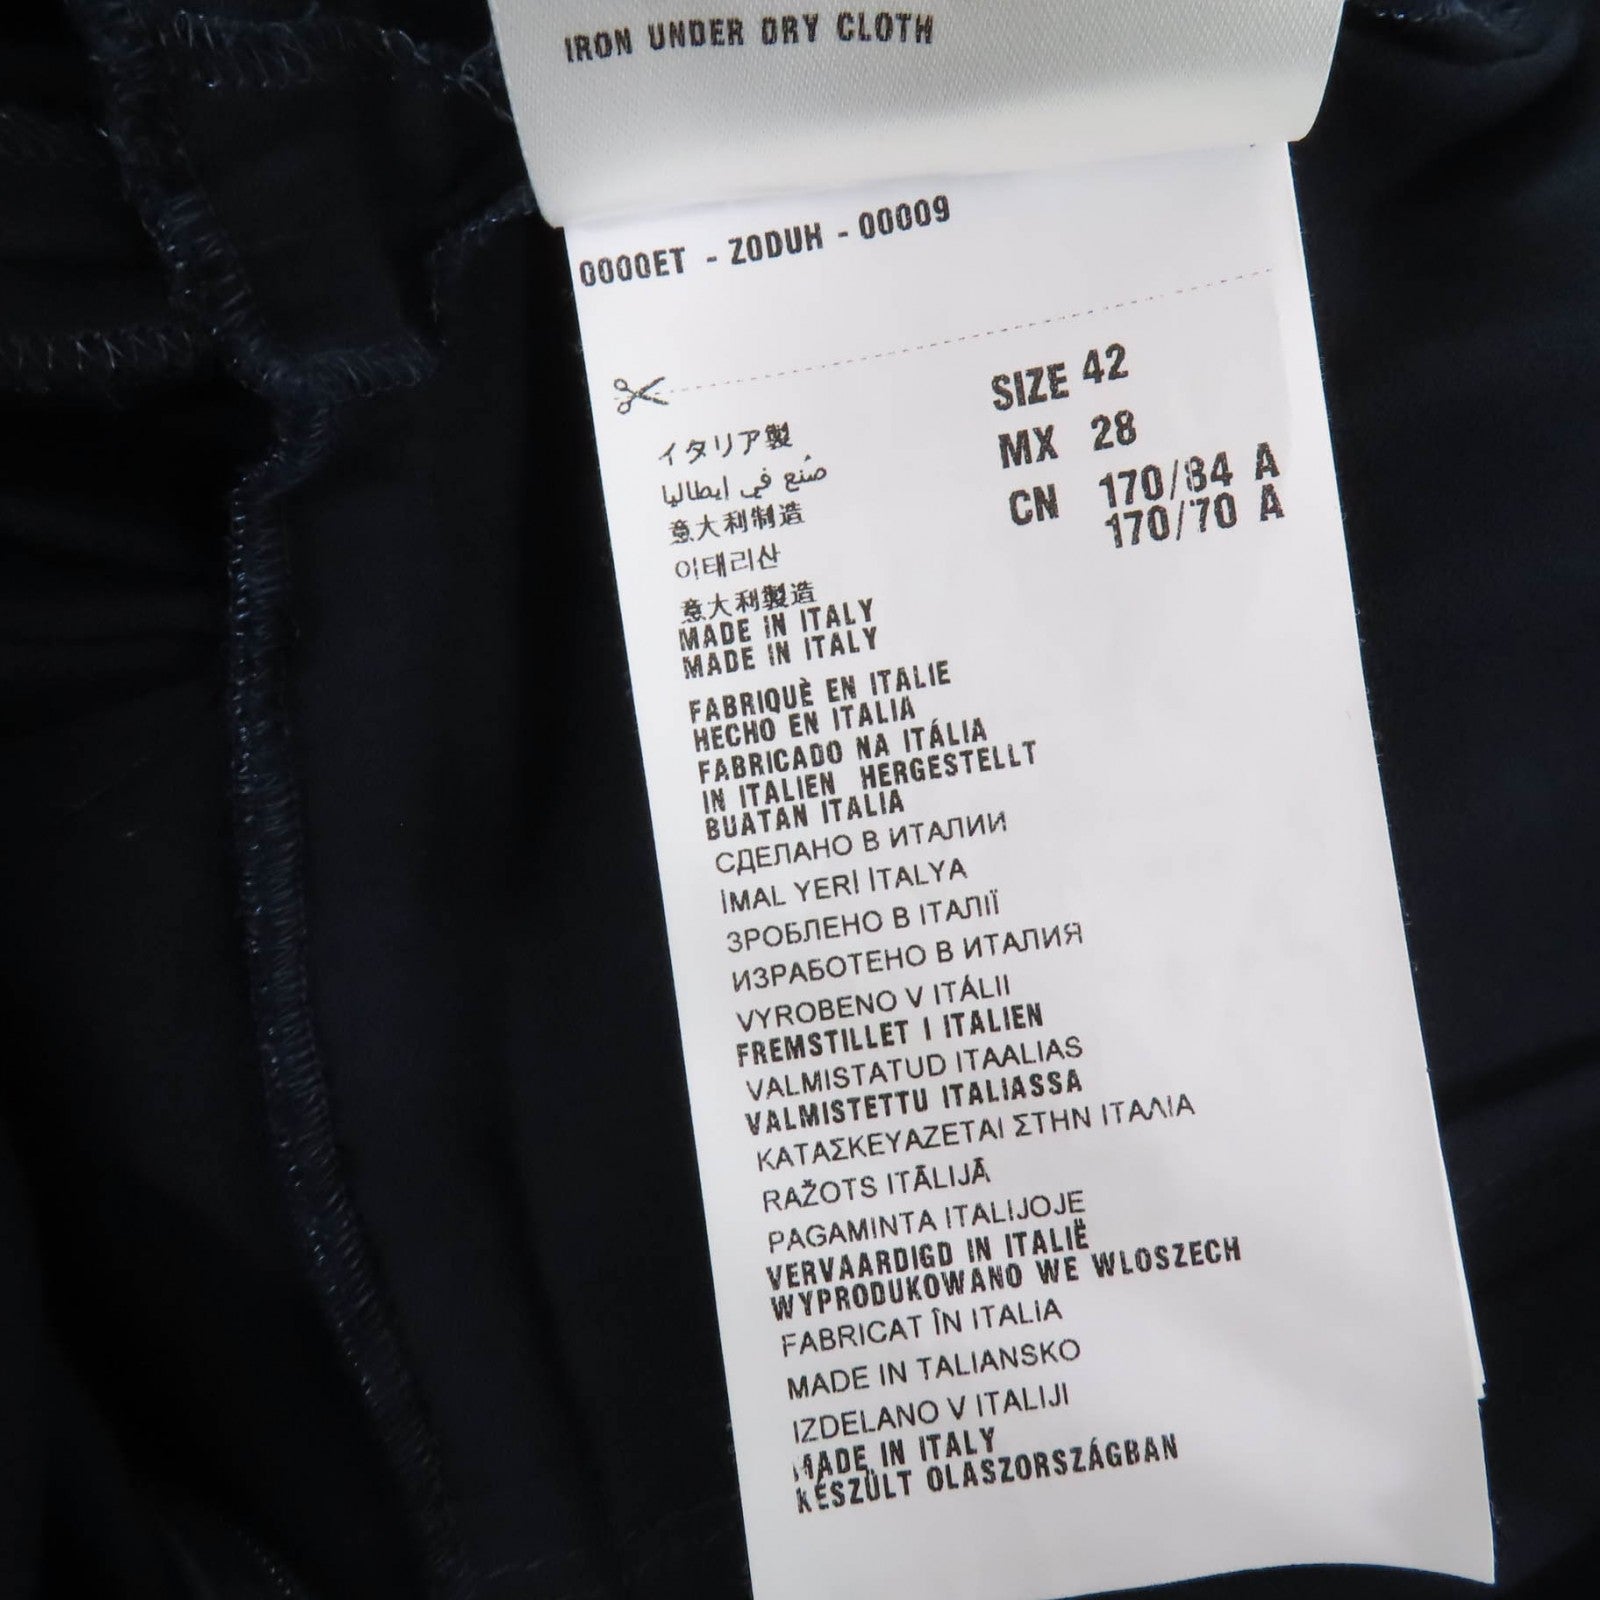 IRON UNDER DRY CLOTH
0000ET - Z0DUH - 00009
SIZE 42
MX 28
CN 170/84 A
170/70 A
イタリア製
صُنع في ايطاليا
意大利制造
이태리산
意大利製造
MADE IN ITALY
MADE IN ITALY
FABRIQUÈ EN ITALIE
HECHO EN ITALIA
FABRICADO NA ITÁLIA
IN ITALIEN HERGESTELLT
BUATAN ITALIA
СДЕЛАНО В ИТАЛИИ
İMAL YERİ İTALYA
ЗРОБЛЕНО В ІТАЛІЇ
ИЗРАБОТЕНО В ИТАЛИЯ
VYROBENO V ITÁLII
FREMSTILLET I ITALIEN
VALMISTATUD ITAALIAS
VALMISTETTU ITALIASSA
ΚΑΤΑΣΚΕΥΑΖΕΤΑΙ ΣΤΗΝ ΙΤΑΛΙΑ
RAŽOTS ITĀLIJĀ
PAGAMINTA ITALIJOJE
VERVAARDIGD IN ITALIË
WYPRODUKOWANO WE WLOSZECH
FABRICAT ÎN ITALIA
MADE IN TALIANSKO
IZDELANO V ITALIJI
MADE IN ITALY
KÉSZÜLT OLASZORSZÁGBAN